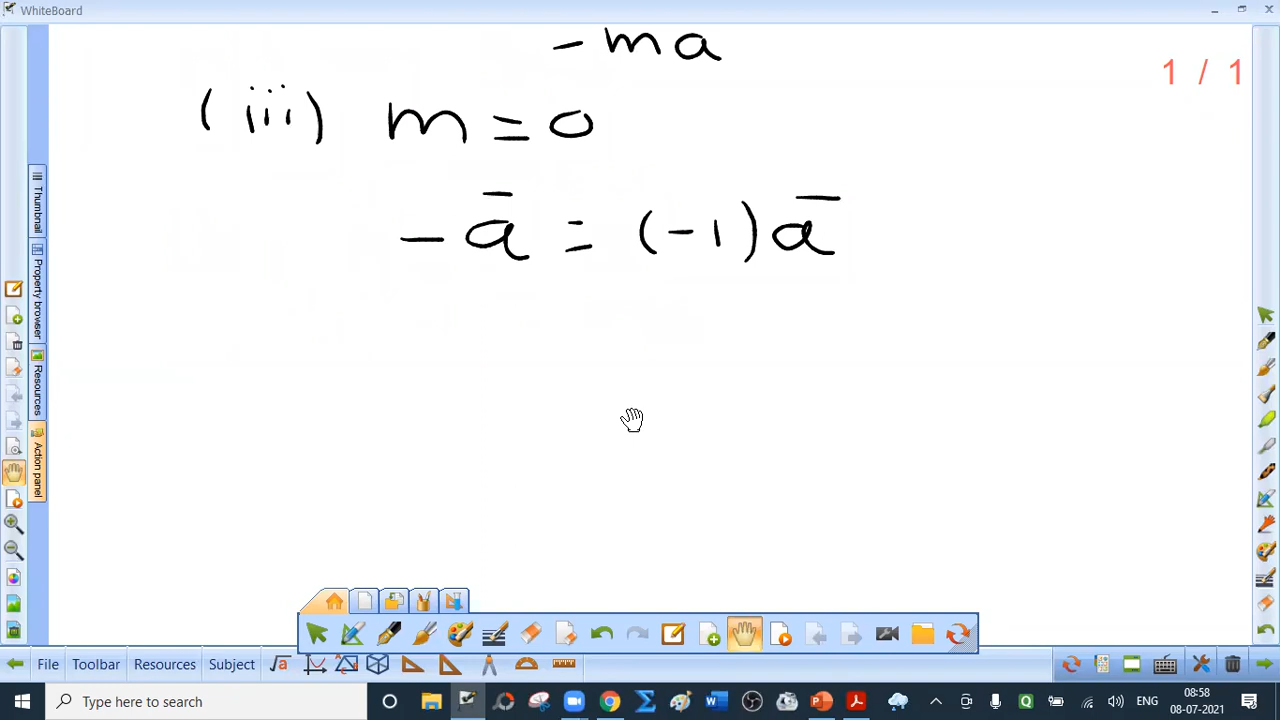 WhiteBoard
- ma
1 / 1
(iii) m = 0
- a̅ = (-1) a̅
Thumbnail
Property browser
Resources
Action panel
File Toolbar Resources Subject
Type here to search
ENG
08:58
08-07-2021